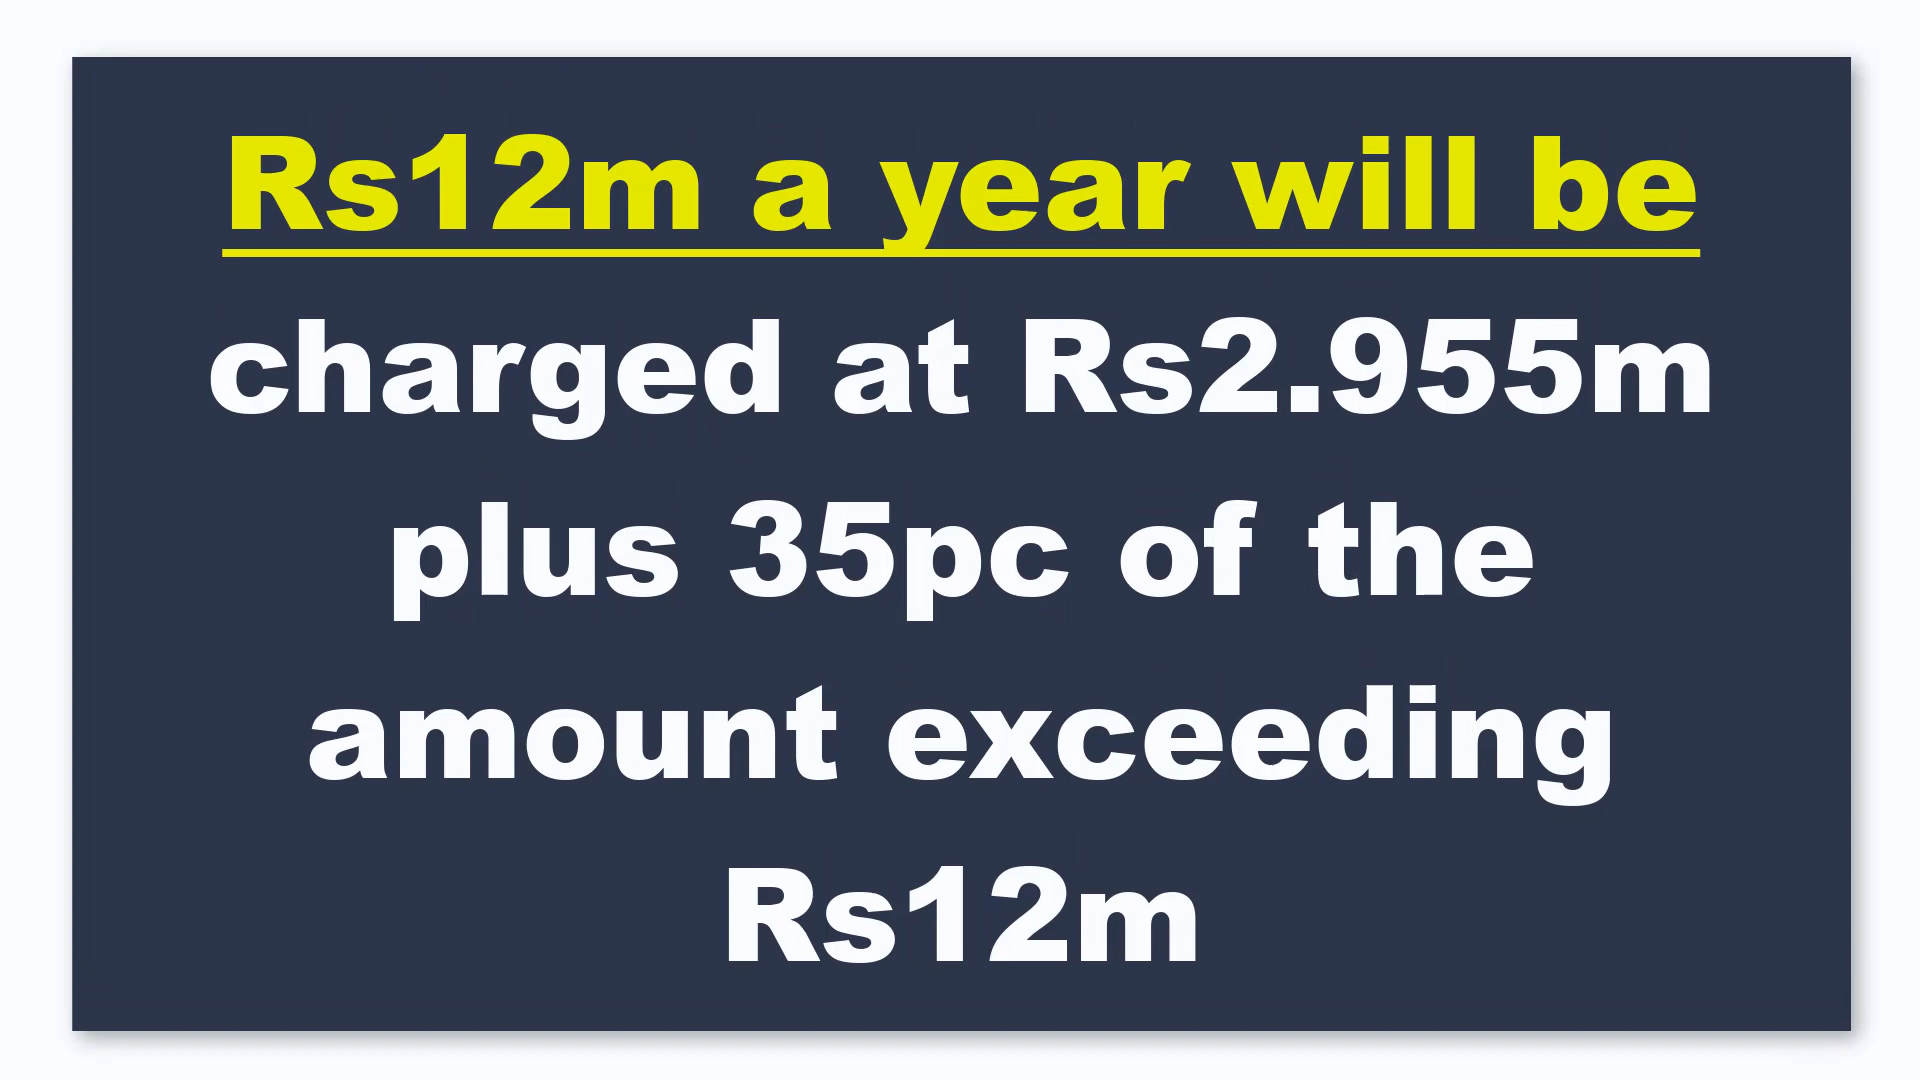 Rs12m a year will be
charged at Rs2.955m
plus 35pc of the
amount exceeding
Rs12m